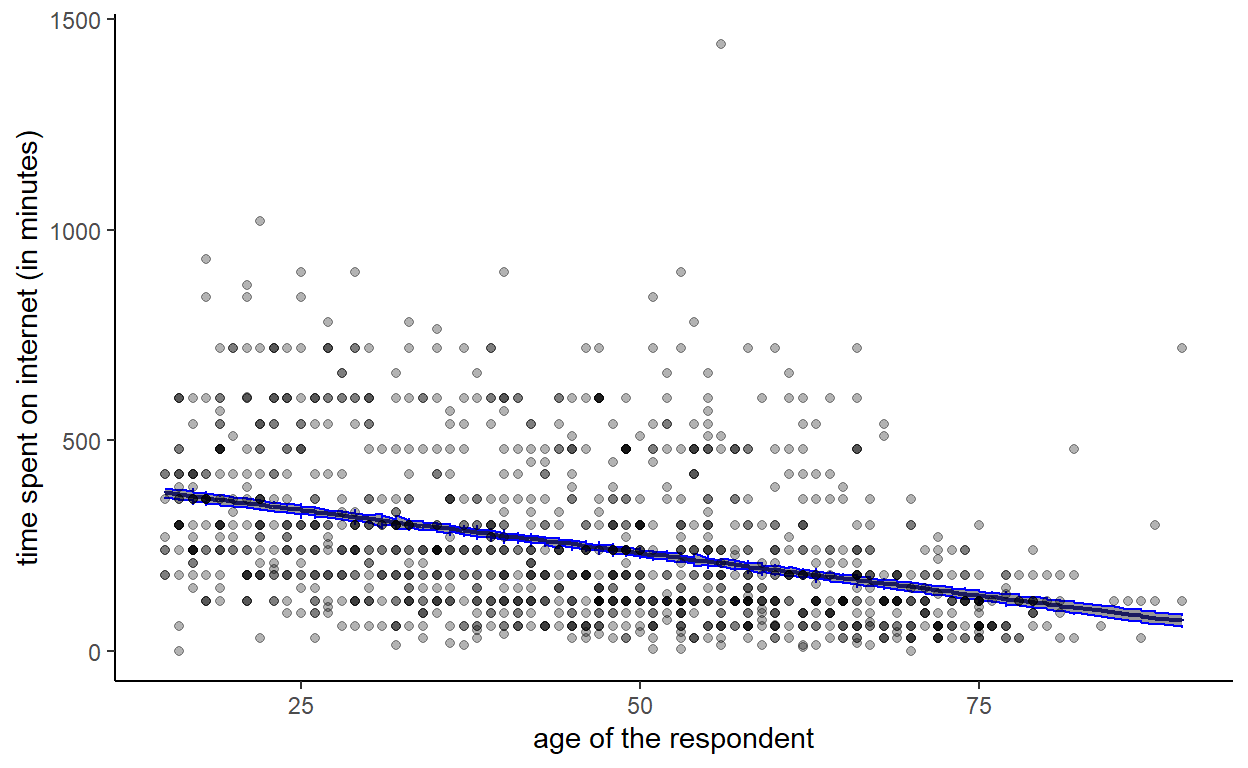 time spent on internet (in minutes)
1500
1000
500
0
25 50 75
age of the respondent